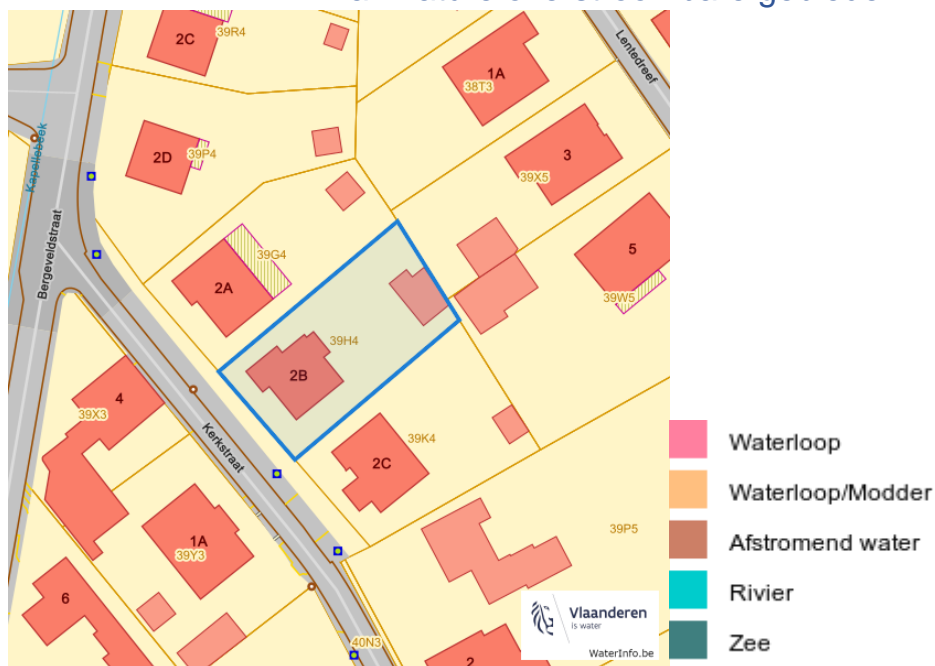 2C
39R4
Lentedreef
1A
38T3
Kapellebeek
2D
39P4
3
39X5
Bergeveldstraat
39G4
2A
5
39W5
39H4
2B
4
39X3
Kerkstraat
39K4
2C
1A
39Y3
39P5
6
40N3
2
Vlaanderen
is water
WaterInfo.be
Waterloop
Waterloop/Modder
Afstromend water
Rivier
Zee